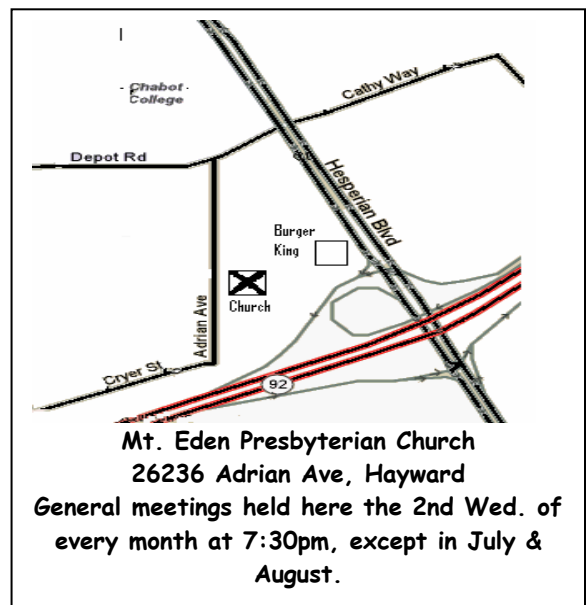 Chabot
College
Cathy Way
Depot Rd
Hesperian Blvd
Burger
King
Church
Adrian Ave
Cryer St
92
Mt. Eden Presbyterian Church
26236 Adrian Ave, Hayward
General meetings held here the 2nd Wed. of
every month at 7:30pm, except in July &
August.